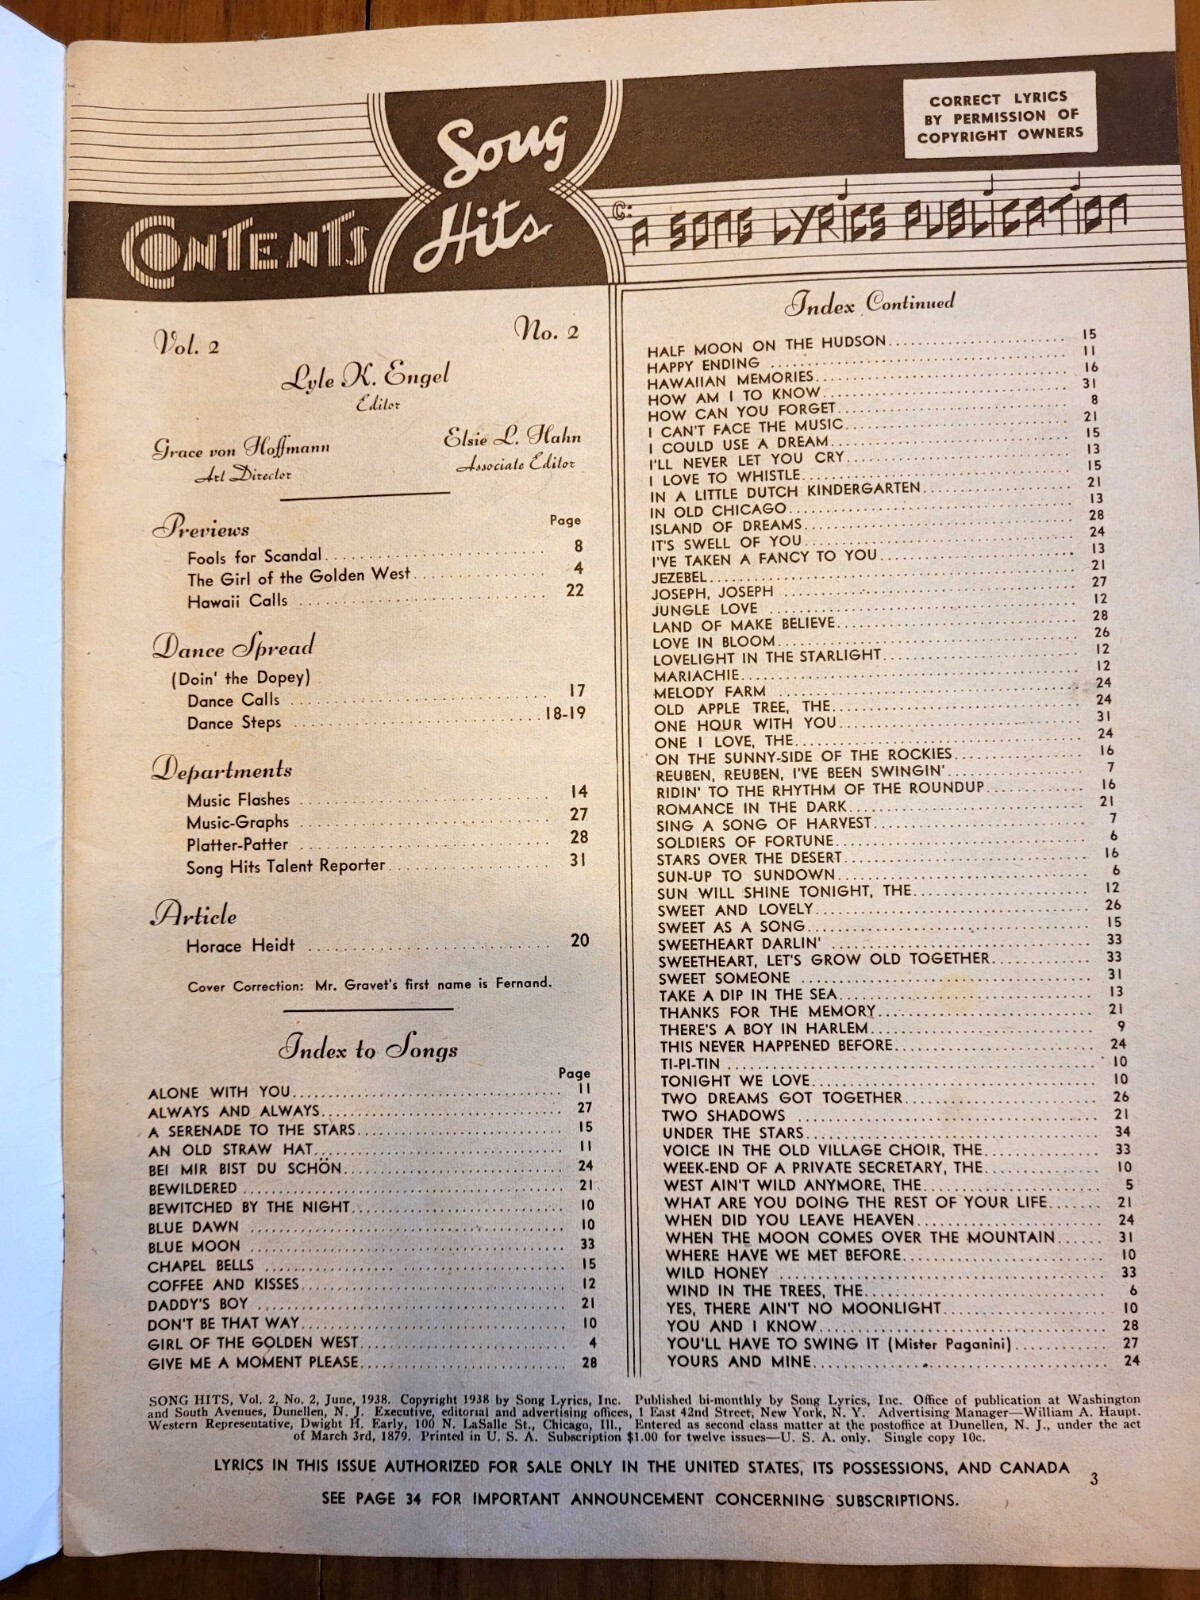 CONTENTS
Song
Hits
CORRECT LYRICS
BY PERMISSION OF
COPYRIGHT OWNERS
A SONG LYRICS PUBLICATION
Vol. 2 No. 2
Lyle K. Engel
Editor
Grace von Hoffmann
Art Director
Elsie L. Hahn
Associate Editor
Previews Page
Fools for Scandal 8
The Girl of the Golden West 4
Hawaii Calls 22
Dance Spread
(Doin' the Dopey)
Dance Calls 17
Dance Steps 18-19
Departments
Music Flashes 14
Music-Graphs 27
Platter-Patter 28
Song Hits Talent Reporter 31
Article
Horace Heidt 20
Cover Correction: Mr. Gravet's first name is Fernand.
Index to Songs
Page
ALONE WITH YOU 11
ALWAYS AND ALWAYS 27
A SERENADE TO THE STARS 15
AN OLD STRAW HAT 11
BEI MIR BIST DU SCHÖN 24
BEWILDERED 21
BEWITCHED BY THE NIGHT 10
BLUE DAWN 10
BLUE MOON 33
CHAPEL BELLS 15
COFFEE AND KISSES 12
DADDY'S BOY 21
DON'T BE THAT WAY 10
GIRL OF THE GOLDEN WEST 4
GIVE ME A MOMENT PLEASE 28
Index Continued
HALF MOON ON THE HUDSON 15
HAPPY ENDING 11
HAWAIIAN MEMORIES 16
HOW AM I TO KNOW 31
HOW CAN YOU FORGET 8
I CAN'T FACE THE MUSIC 21
I COULD USE A DREAM 15
I'LL NEVER LET YOU CRY 13
I LOVE TO WHISTLE 15
IN A LITTLE DUTCH KINDERGARTEN 21
IN OLD CHICAGO 13
ISLAND OF DREAMS 28
IT'S SWELL OF YOU 24
I'VE TAKEN A FANCY TO YOU 13
JEZEBEL 21
JOSEPH, JOSEPH 27
JUNGLE LOVE 12
LAND OF MAKE BELIEVE 28
LOVE IN BLOOM 26
LOVELIGHT IN THE STARLIGHT 12
MARIACHIE 12
MELODY FARM 24
OLD APPLE TREE, THE 24
ONE HOUR WITH YOU 31
ONE I LOVE, THE 24
ON THE SUNNY-SIDE OF THE ROCKIES 16
REUBEN, REUBEN, I'VE BEEN SWINGIN' 7
RIDIN' TO THE RHYTHM OF THE ROUNDUP 16
ROMANCE IN THE DARK 21
SING A SONG OF HARVEST 7
SOLDIERS OF FORTUNE 6
STARS OVER THE DESERT 16
SUN-UP TO SUNDOWN 6
SUN WILL SHINE TONIGHT, THE 12
SWEET AND LOVELY 26
SWEET AS A SONG 15
SWEETHEART DARLIN' 33
SWEETHEART, LET'S GROW OLD TOGETHER 33
SWEET SOMEONE 31
TAKE A DIP IN THE SEA 13
THANKS FOR THE MEMORY 21
THERE'S A BOY IN HARLEM 9
THIS NEVER HAPPENED BEFORE 24
TI-PI-TIN 10
TONIGHT WE LOVE 10
TWO DREAMS GOT TOGETHER 26
TWO SHADOWS 21
UNDER THE STARS 34
VOICE IN THE OLD VILLAGE CHOIR, THE 33
WEEK-END OF A PRIVATE SECRETARY, THE 10
WEST AIN'T WILD ANYMORE, THE 5
WHAT ARE YOU DOING THE REST OF YOUR LIFE 21
WHEN DID YOU LEAVE HEAVEN 24
WHEN THE MOON COMES OVER THE MOUNTAIN 31
WHERE HAVE WE MET BEFORE 10
WILD HONEY 33
WIND IN THE TREES, THE 6
YES, THERE AIN'T NO MOONLIGHT 10
YOU AND I KNOW 28
YOU'LL HAVE TO SWING IT (Mister Paganini) 27
YOURS AND MINE 24
SONG HITS, Vol. 2, No. 2, June, 1938. Copyright 1938 by Song Lyrics, Inc. Published bi-monthly by Song Lyrics, Inc. Office of publication at Washington
and South Avenues, Dunellen, N. J. Executive, editorial and advertising offices, 1 East 42nd Street, New York, N. Y. Advertising Manager—William A. Haupt.
Western Representative, Dwight H. Early, 100 N. LaSalle St., Chicago, Ill., Entered as second class matter at the postoffice at Dunellen, N. J., under the act
of March 3rd, 1879. Printed in U. S. A. Subscription $1.00 for twelve issues—U. S. A. only. Single copy 10c.
LYRICS IN THIS ISSUE AUTHORIZED FOR SALE ONLY IN THE UNITED STATES, ITS POSSESSIONS, AND CANADA
3
SEE PAGE 34 FOR IMPORTANT ANNOUNCEMENT CONCERNING SUBSCRIPTIONS.